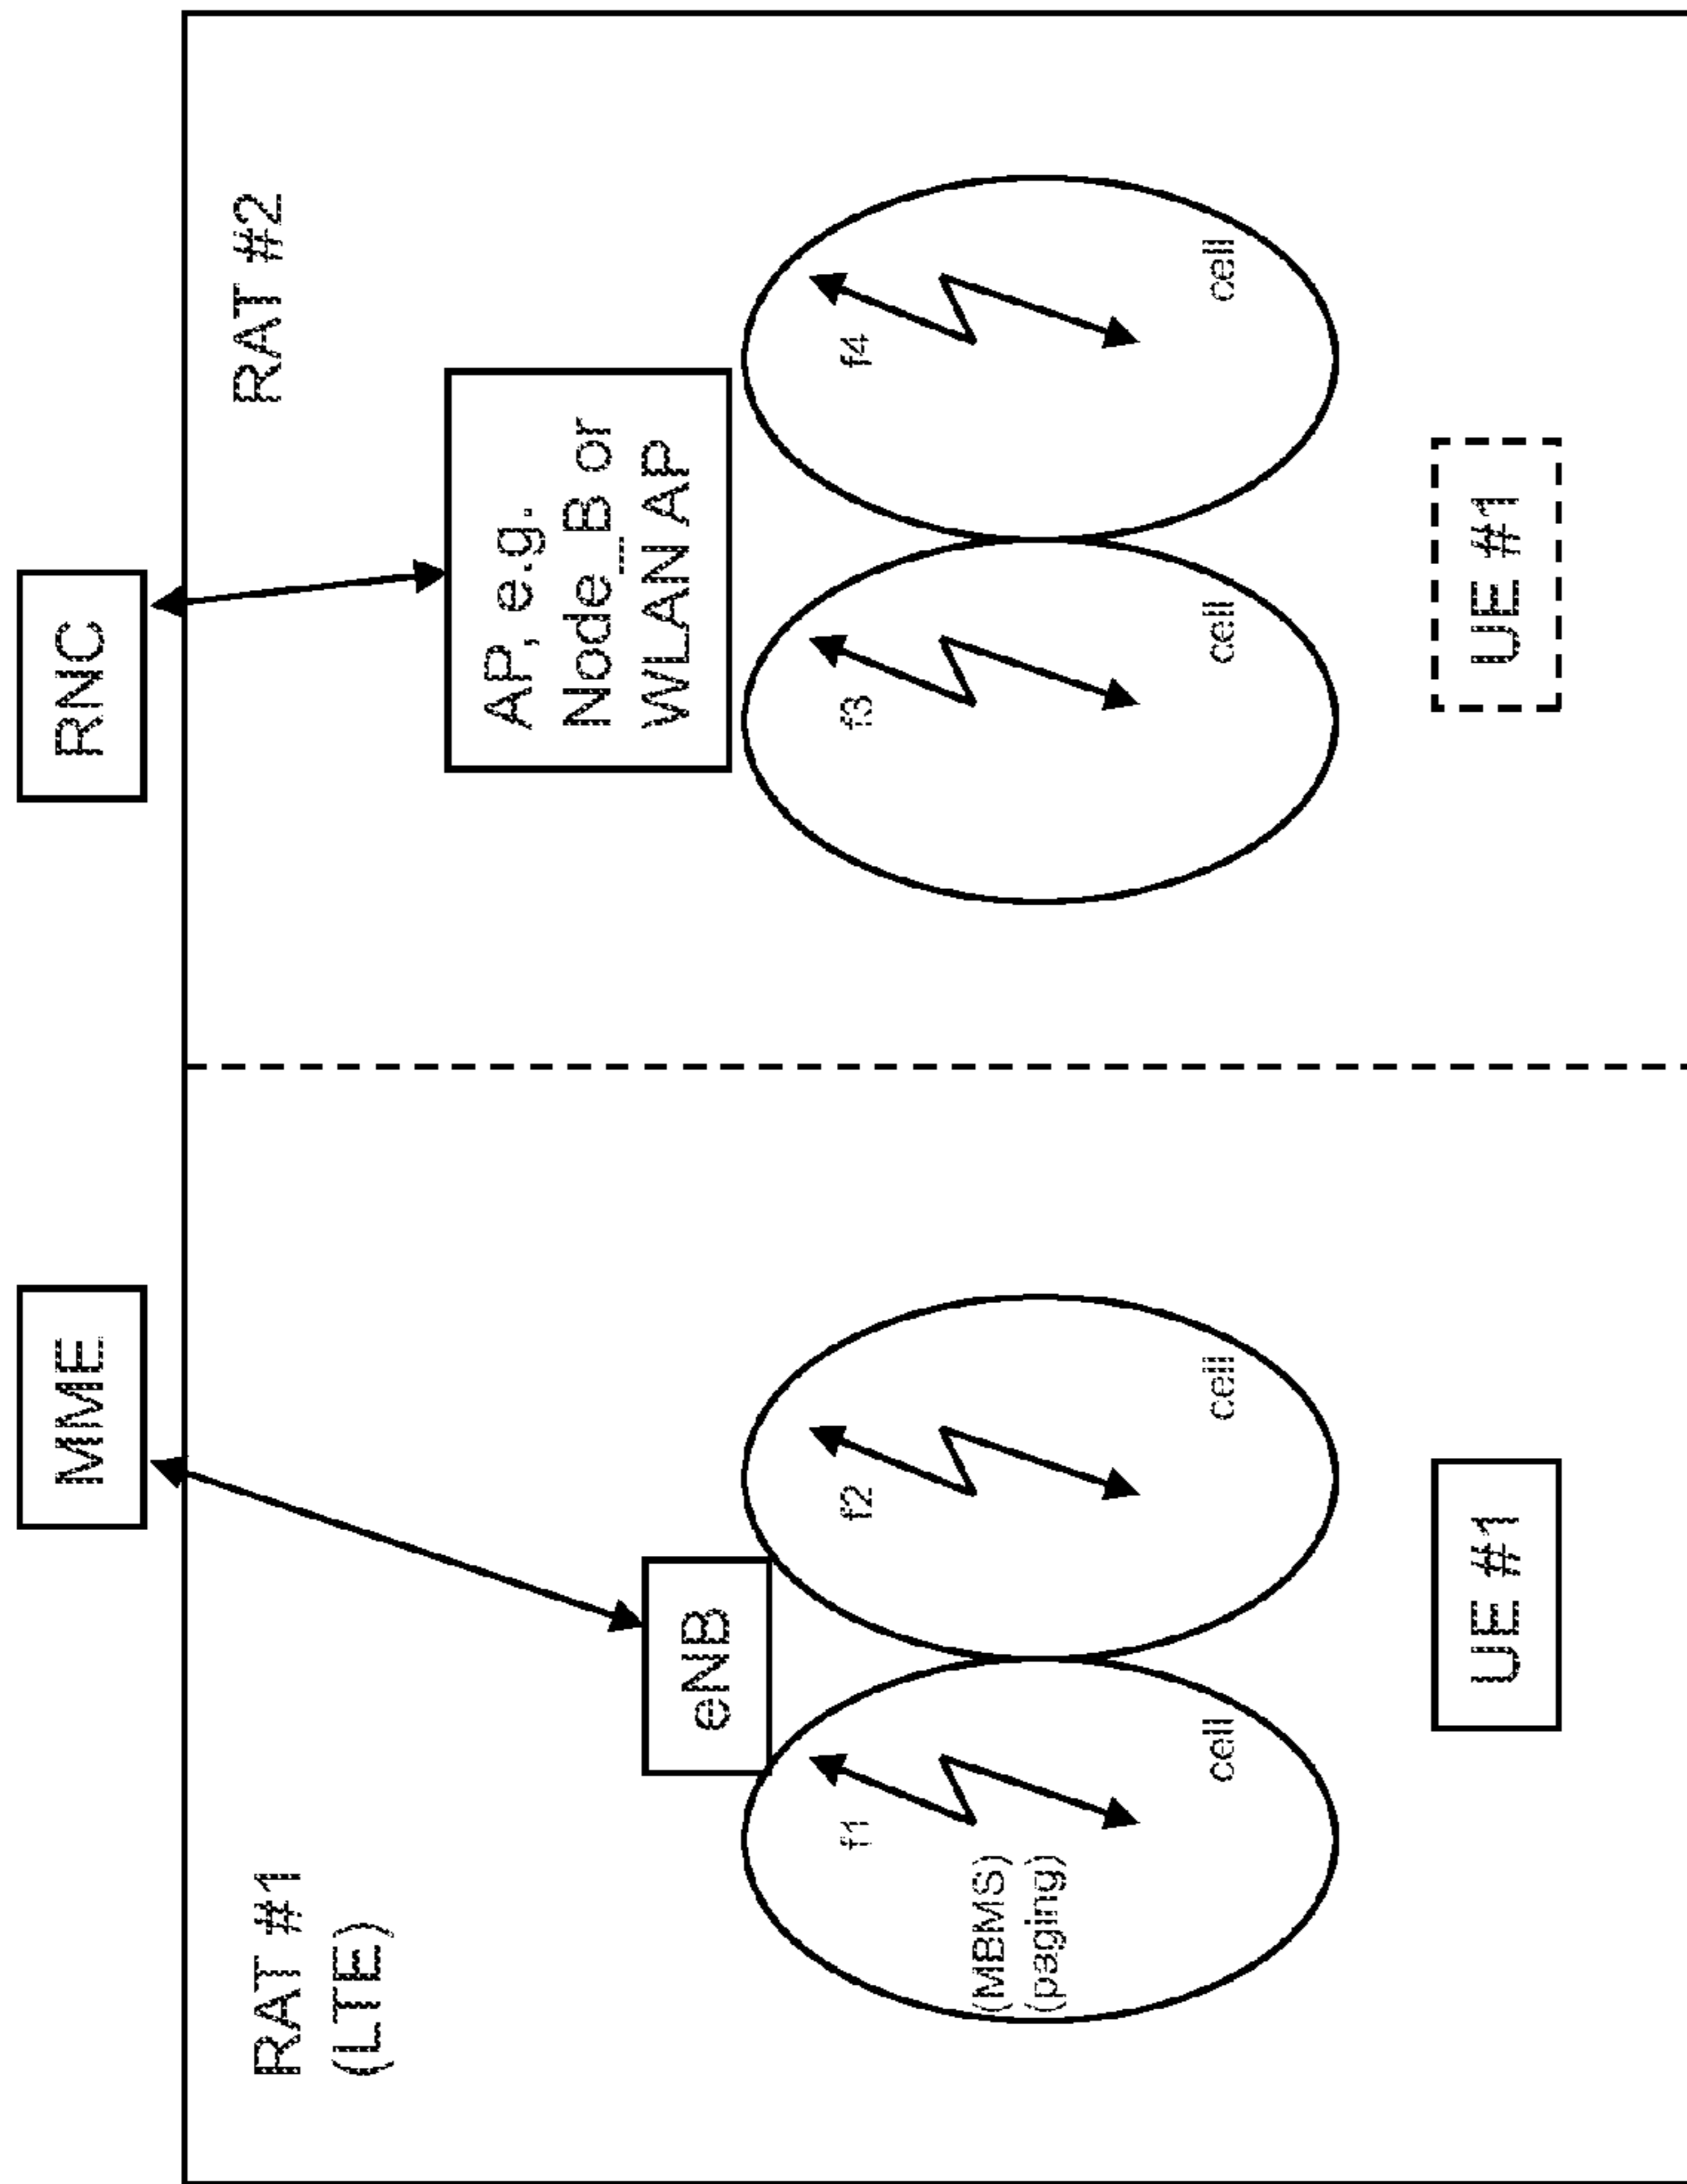 MME
RNC
RAT #1
(LTE)
RAT #2
eNB
AP, e.g.
Node_B or
WLAN AP
f1
(MBMS)
(paging)
cell
f2
cell
f3
cell
f4
cell
UE #1
UE #1